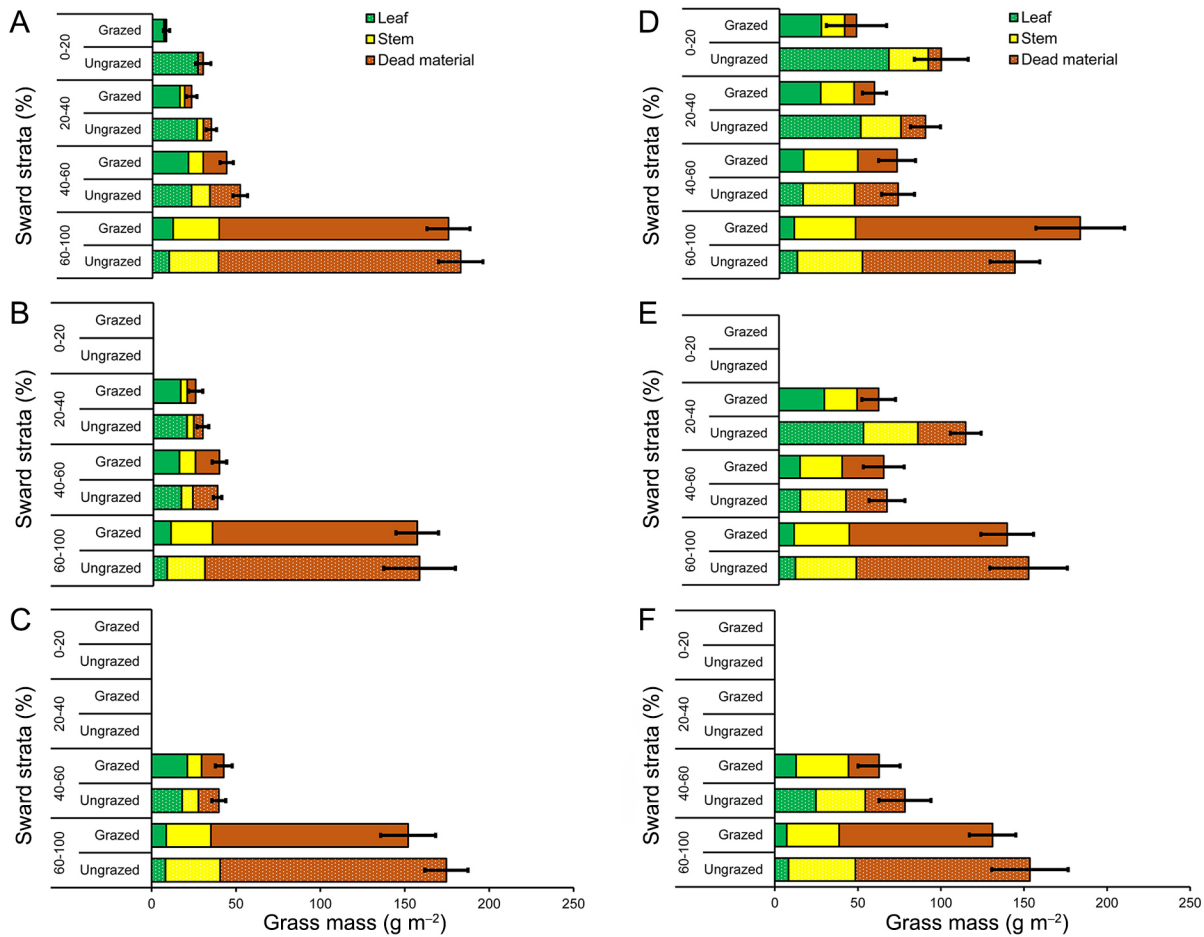 A
Sward strata (%)
0-20
Grazed
Ungrazed
20-40
Grazed
Ungrazed
40-60
Grazed
Ungrazed
60-100
Grazed
Ungrazed
Leaf
Stem
Dead material
D
Sward strata (%)
0-20
Grazed
Ungrazed
20-40
Grazed
Ungrazed
40-60
Grazed
Ungrazed
60-100
Grazed
Ungrazed
Leaf
Stem
Dead material
B
Sward strata (%)
0-20
Grazed
Ungrazed
20-40
Grazed
Ungrazed
40-60
Grazed
Ungrazed
60-100
Grazed
Ungrazed
E
Sward strata (%)
0-20
Grazed
Ungrazed
20-40
Grazed
Ungrazed
40-60
Grazed
Ungrazed
60-100
Grazed
Ungrazed
C
Sward strata (%)
0-20
Grazed
Ungrazed
20-40
Grazed
Ungrazed
40-60
Grazed
Ungrazed
60-100
Grazed
Ungrazed
0 50 100 150 200 250
Grass mass (g m⁻²)
F
Sward strata (%)
0-20
Grazed
Ungrazed
20-40
Grazed
Ungrazed
40-60
Grazed
Ungrazed
60-100
Grazed
Ungrazed
0 50 100 150 200 250
Grass mass (g m⁻²)